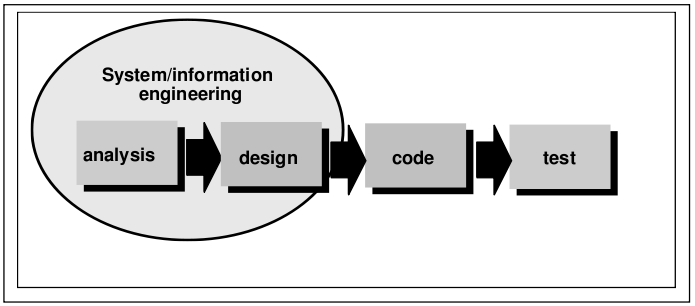 System/information
engineering
analysis
design
code
test